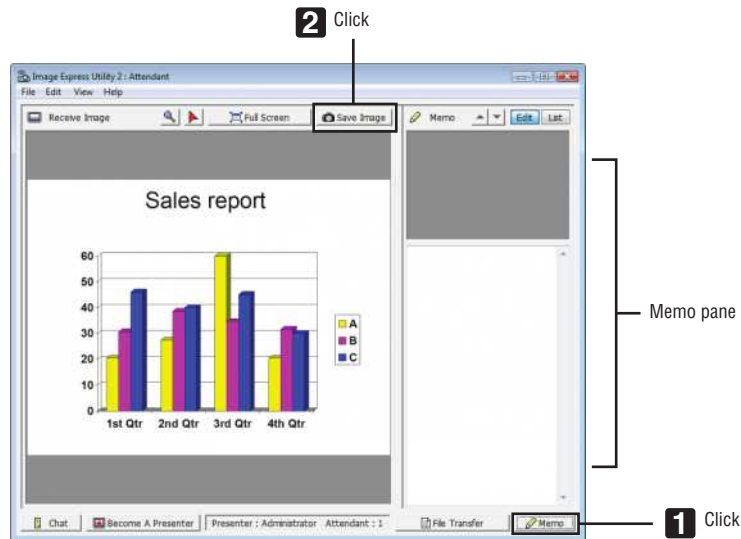 2 Click
Image Express Utility 2 : Attendant
File Edit View Help
Receive Image Full Screen Save Image Memo Edit List
Sales report
60
50
40
30
20
10
0
1st Qtr 2nd Qtr 3rd Qtr 4th Qtr
A
B
C
Memo pane
Chat Become A Presenter Presenter : Administrator Attendant : 1 File Transfer Memo
1 Click